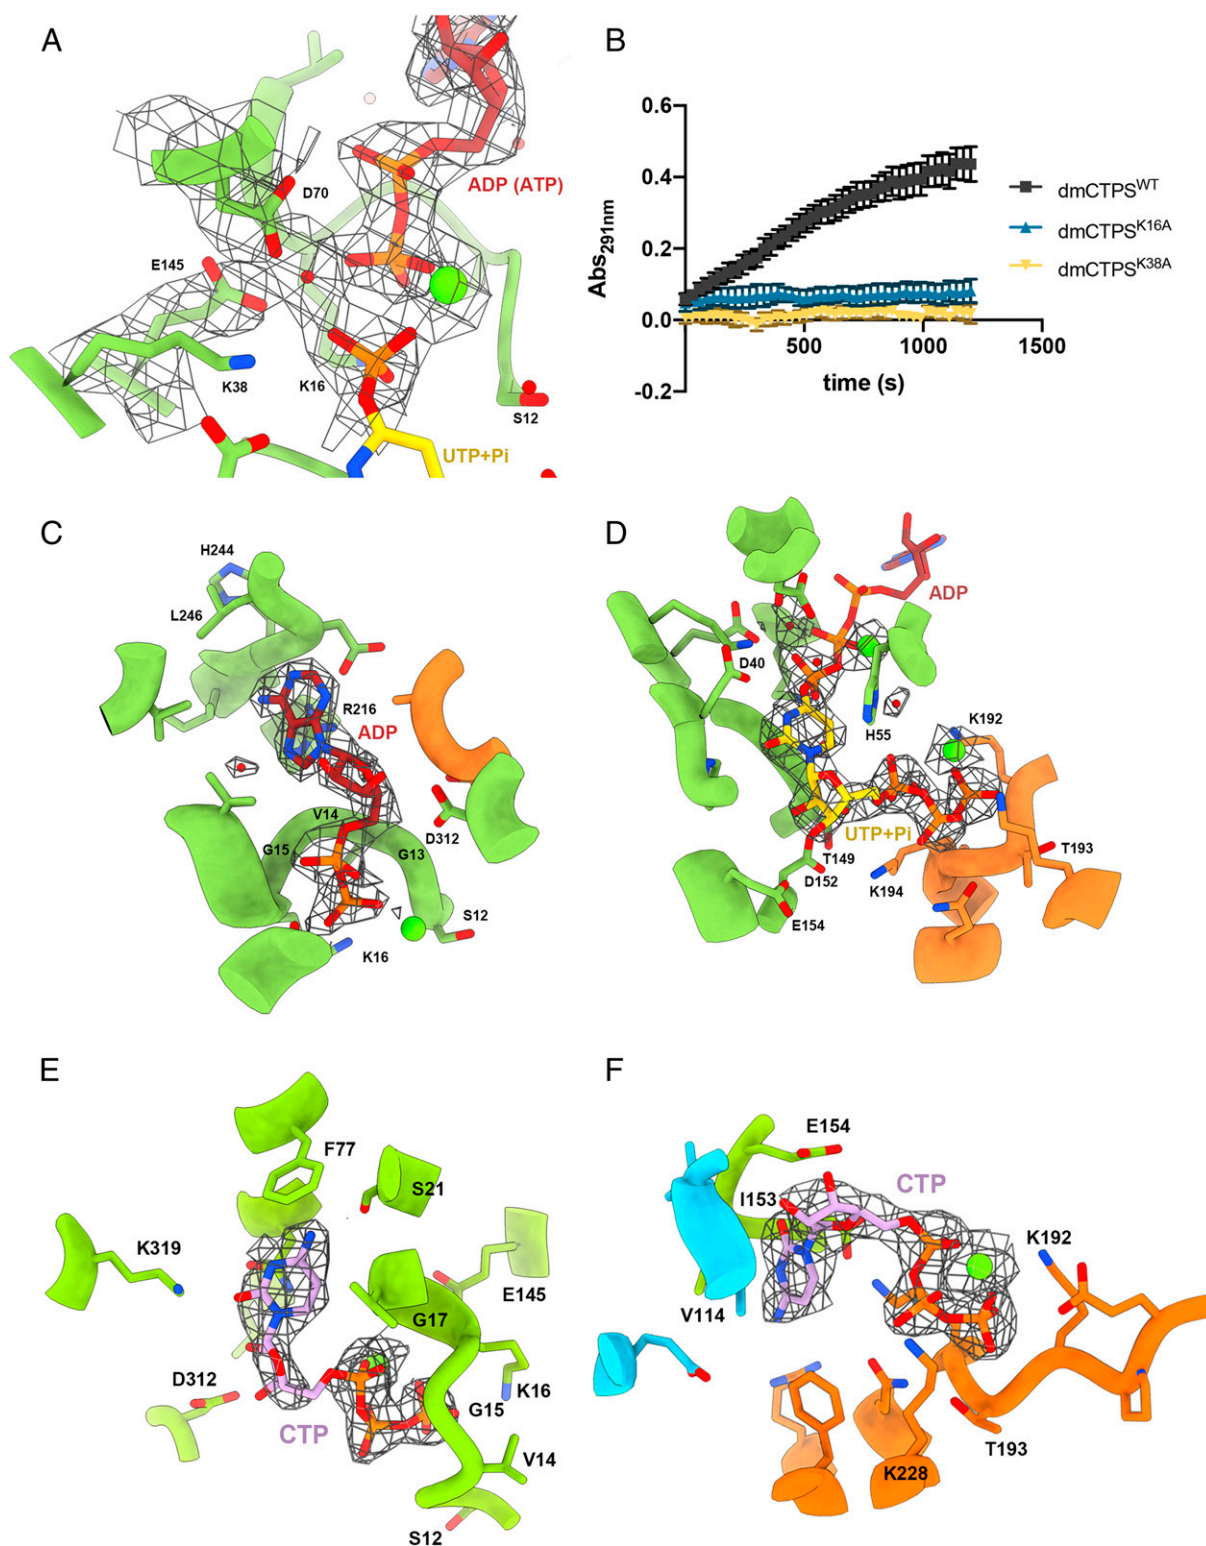 A
D70
ADP (ATP)
E145
K38
K16
S12
UTP+Pi
B
0.6
0.4
0.2
0.0
-0.2
Abs291nm
500
1000
1500
time (s)
dmCTPSWT
dmCTPSK16A
dmCTPSK38A
C
H244
L246
R216
ADP
V14
D312
G15
G13
S12
K16
D
ADP
D40
K192
H55
UTP+Pi
T149
T193
D152
K194
E154
E
F77
S21
K319
E145
G17
D312
K16
G15
CTP
V14
S12
F
E154
CTP
I153
K192
V114
T193
K228